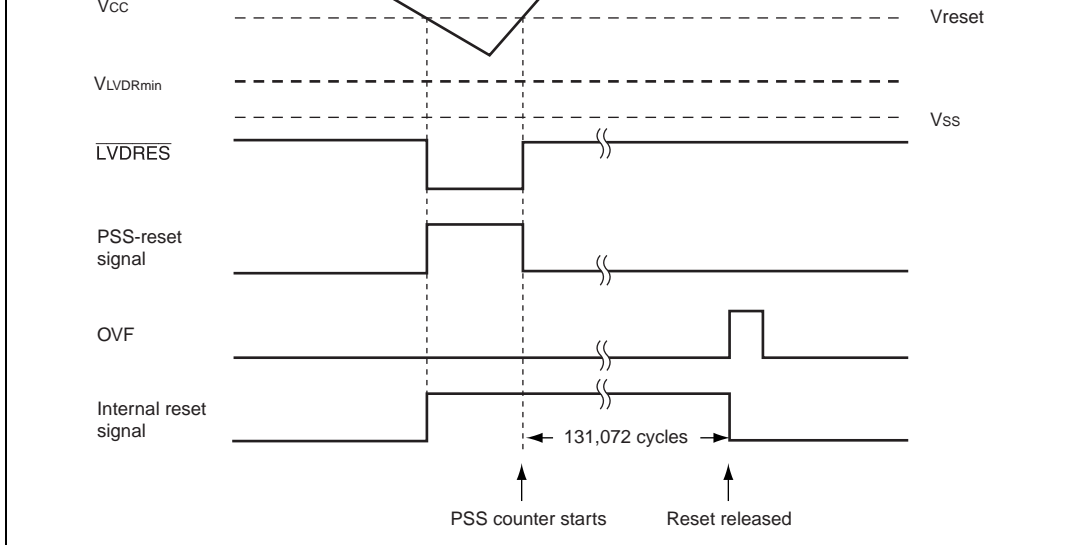 Vcc
Vreset
VLVDRmin
Vss
LVDRES
PSS-reset
signal
OVF
Internal reset
signal
131,072 cycles
PSS counter starts
Reset released